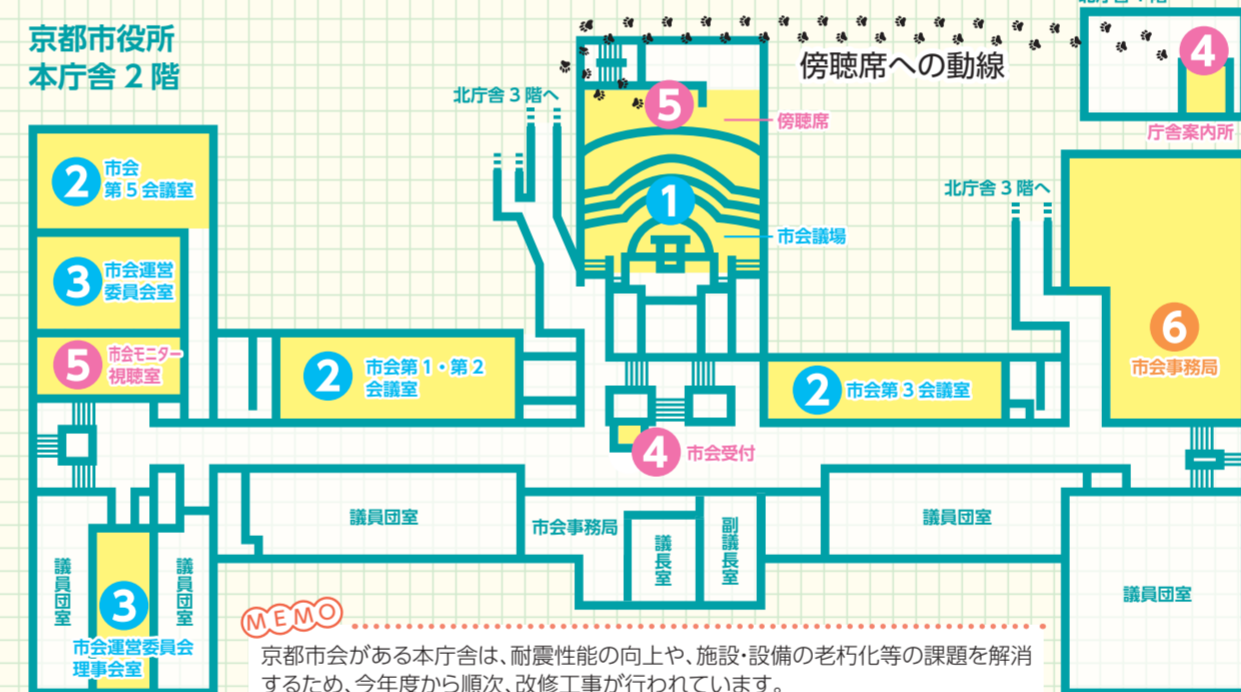 京都市役所
本庁舎2階
北庁舎3階へ
傍聴席への動線
4
庁舎案内所
5
傍聴席
1
市会議場
北庁舎3階へ
2
市会
第5会議室
3
市会運営
委員会室
5
市会モニター
視聴室
2
市会第1・第2
会議室
2
市会第3会議室
6
市会事務局
4
市会受付
議員団室
市会事務局
議長室
副議長室
議員団室
議員団室
議員団室
議員団室
3
市会運営委員会
理事会室
MEMO
京都市会がある本庁舎は、耐震性能の向上や、施設・設備の老朽化等の課題を解消
するため、今年度から順次、改修工事が行われています。